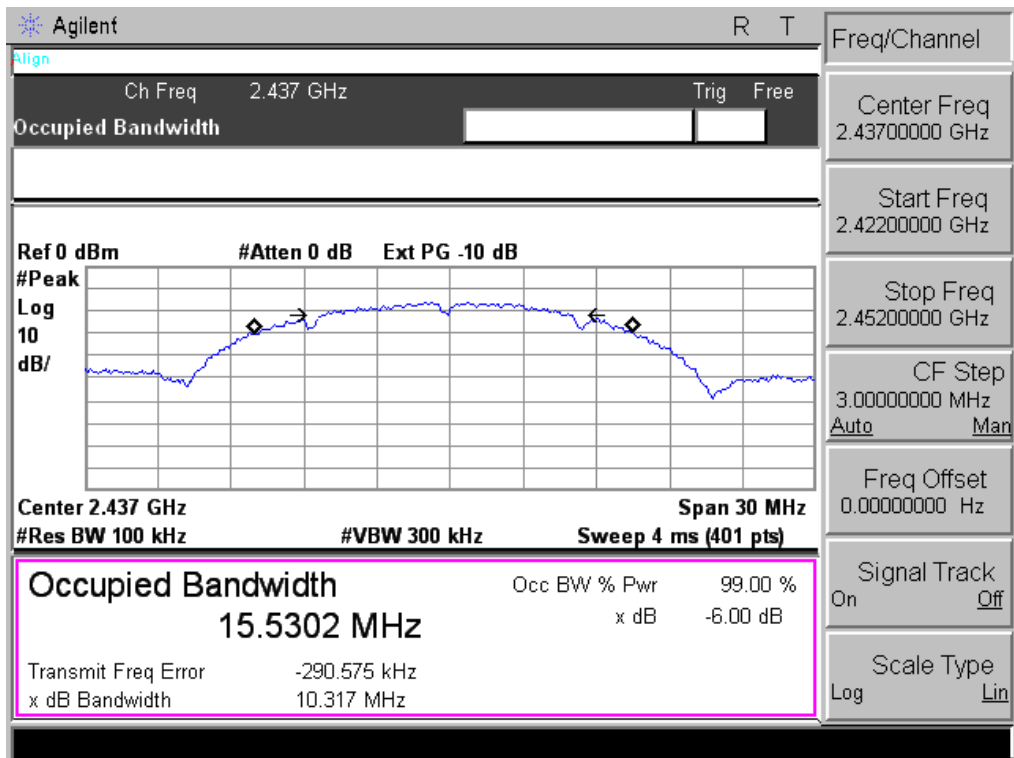 Agilent R T
Align
Ch Freq 2.437 GHz Trig Free
Occupied Bandwidth
Ref 0 dBm #Atten 0 dB Ext PG -10 dB
#Peak
Log
10
dB/
Center 2.437 GHz Span 30 MHz
#Res BW 100 kHz #VBW 300 kHz Sweep 4 ms (401 pts)
Occupied Bandwidth Occ BW % Pwr 99.00 %
15.5302 MHz x dB -6.00 dB
Transmit Freq Error -290.575 kHz
x dB Bandwidth 10.317 MHz
Freq/Channel
Center Freq
2.43700000 GHz
Start Freq
2.42200000 GHz
Stop Freq
2.45200000 GHz
CF Step
3.00000000 MHz
Auto Man
Freq Offset
0.00000000 Hz
Signal Track
On Off
Scale Type
Log Lin